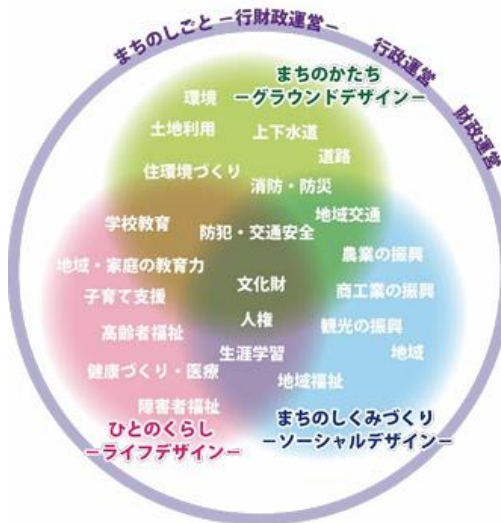 まちのしごと －行財政運営－
行政運営
財政運営
まちのかたち
－グラウンドデザイン－
環境
土地利用
上下水道
道路
住環境づくり
消防・防災
学校教育
地域交通
防犯・交通安全
農業の振興
地域・家庭の教育力
文化財
子育て支援
商工業の振興
人権
観光の振興
高齢者福祉
生涯学習
地域
健康づくり・医療
地域福祉
障害者福祉
ひとのくらし
－ライフデザイン－
まちのしくみづくり
－ソーシャルデザイン－